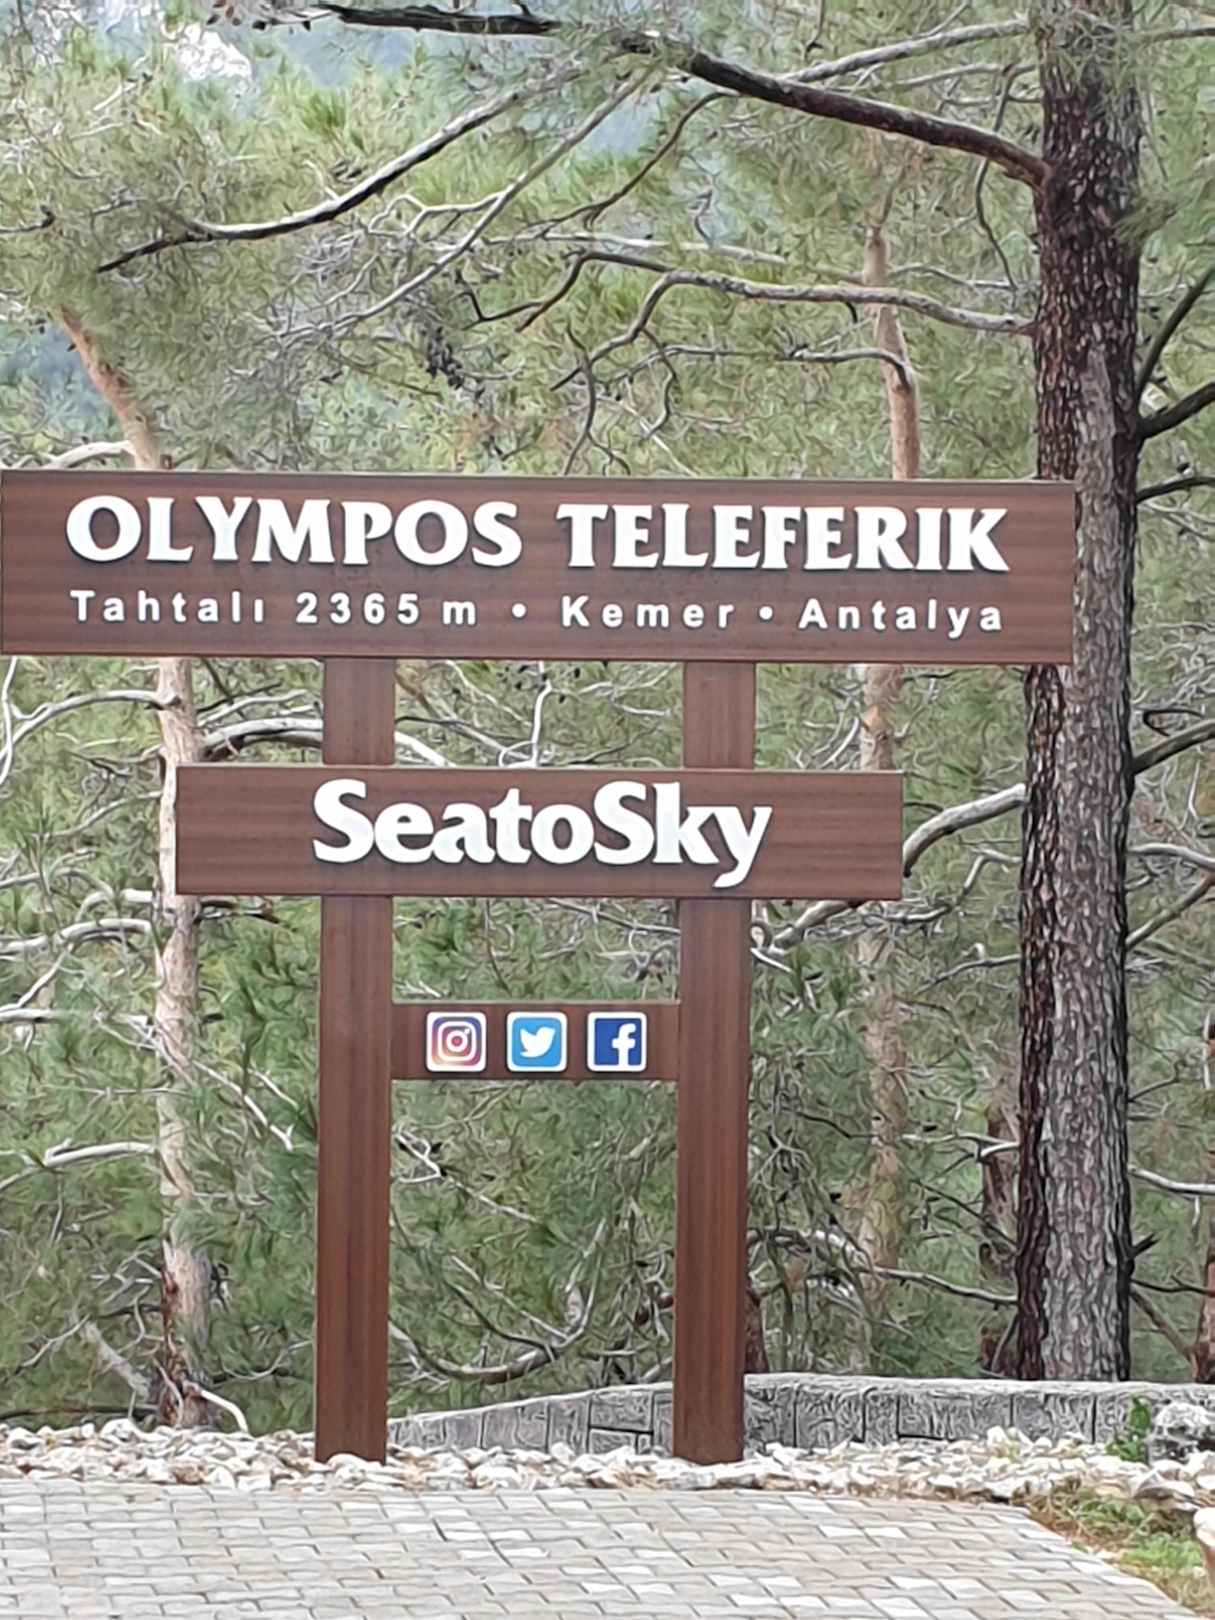 OLYMPOS TELEFERIK
Tahtalı 2365 m • Kemer • Antalya
SeatoSky